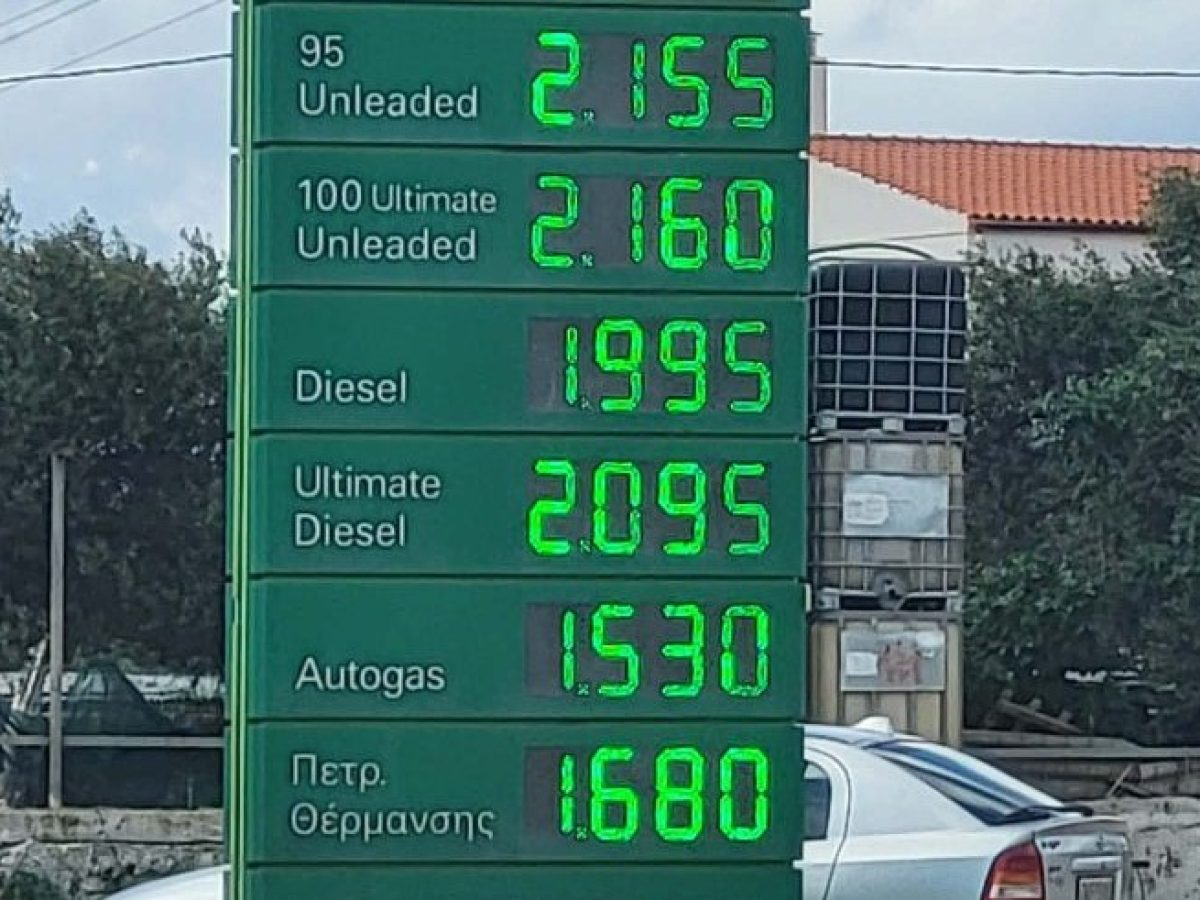 95 2.155
Unleaded
100 Ultimate 2.160
Unleaded
Diesel 1.995
Ultimate 2.095
Diesel
Autogas 1.530
Πετρ. 1.680
Θέρμανσης